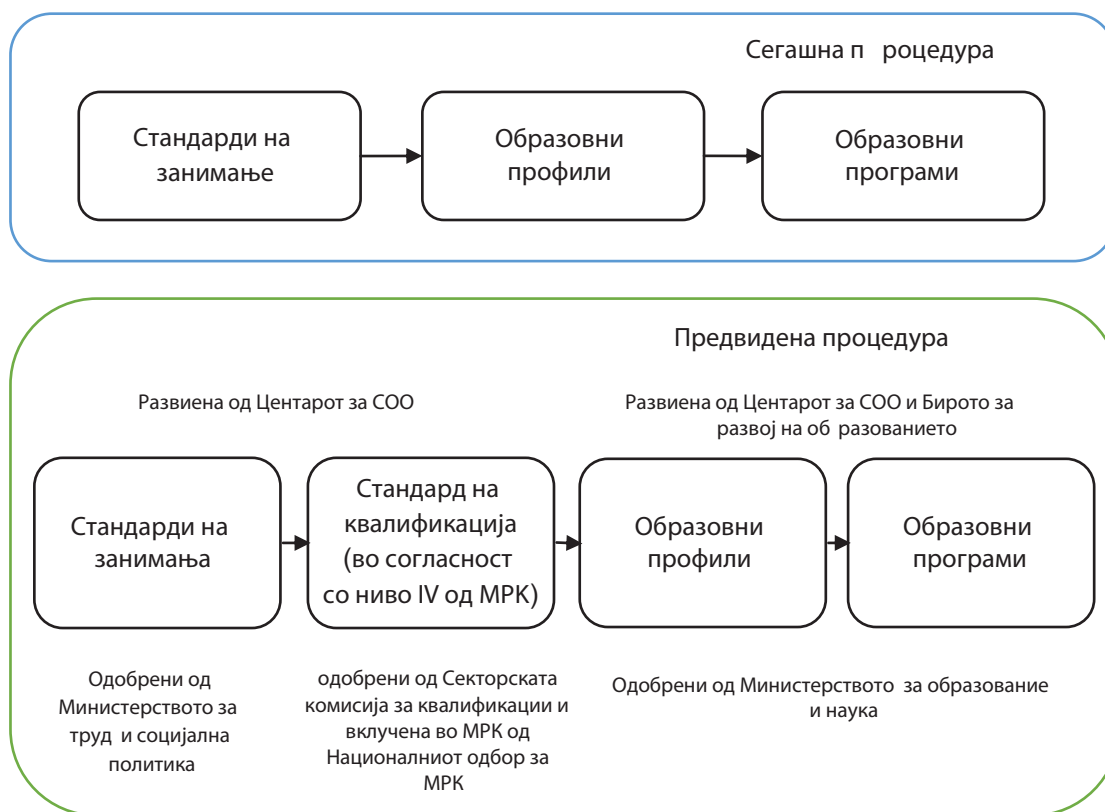 Сегашна п роцедура
Стандарди на
занимање
Образовни
профили
Образовни
програми
Предвидена процедура
Развиена од Центарот за СОО
Развиена од Центарот за СОО и Бирото за
развој на об разованието
Стандарди на
занимања
Стандард на
квалификација
(во согласност
со ниво IV од МРК)
Образовни
профили
Образовни
програми
Одобрени од
Министерството за
труд и социјална
политика
одобрени од Секторската
комисија за квалификации и
вклучена во МРК од
Националниот одбор за
МРК
Одобрени од Министерството за образование
и наука